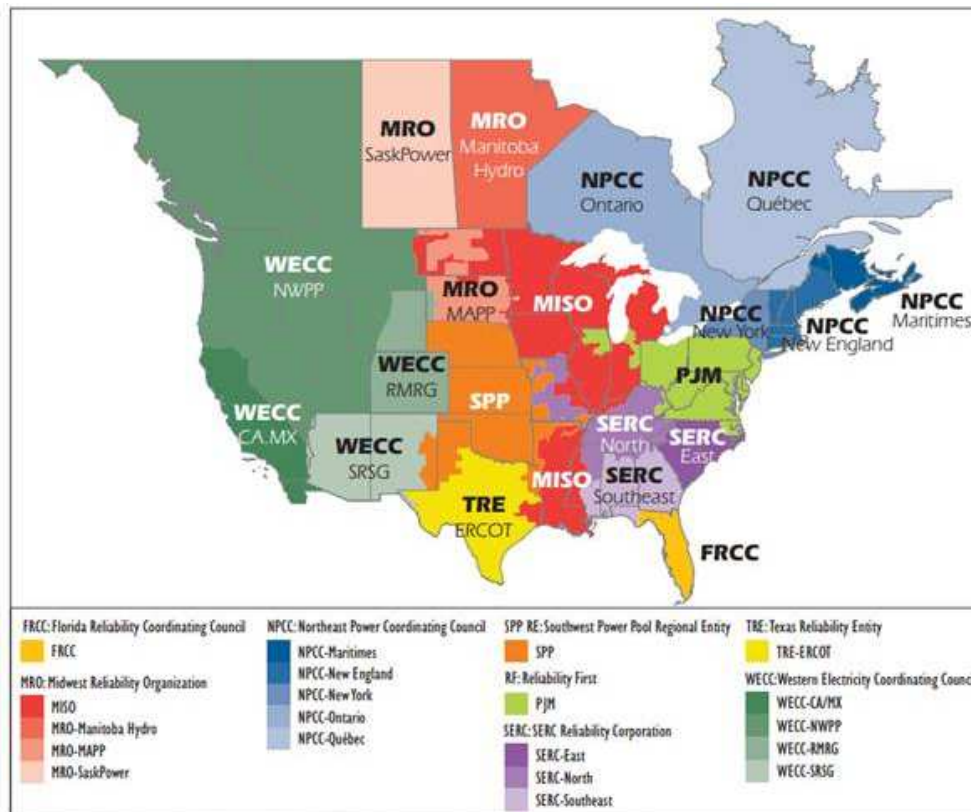 MRO
SaskPower
MRO
Manitoba
Hydro
NPCC
Ontario
NPCC
Québec
WECC
NWPP
MRO
MAPP
MISO
NPCC
New York
NPCC
New England
NPCC
Maritimes
WECC
RMRG
SPP
PJM
WECC
CA.MX
WECC
SRSG
SERC
North
SERC
East
MISO
SERC
Southeast
TRE
ERCOT
FRCC
FRCC: Florida Reliability Coordinating Council
FRCC
MRO: Midwest Reliability Organization
MISO
MRO-Manitoba Hydro
MRO-MAPP
MRO-SaskPower
NPCC: Northeast Power Coordinating Council
NPCC-Maritimes
NPCC-New England
NPCC-New York
NPCC-Ontario
NPCC-Québec
SPP RE: Southwest Power Pool Regional Entity
SPP
RF: Reliability First
PJM
SERC: SERC Reliability Corporation
SERC-East
SERC-North
SERC-Southeast
TRE: Texas Reliability Entity
TRE-ERCOT
WECC: Western Electricity Coordinating Counc
WECC-CA/MX
WECC-NWPP
WECC-RMRG
WECC-SRSG